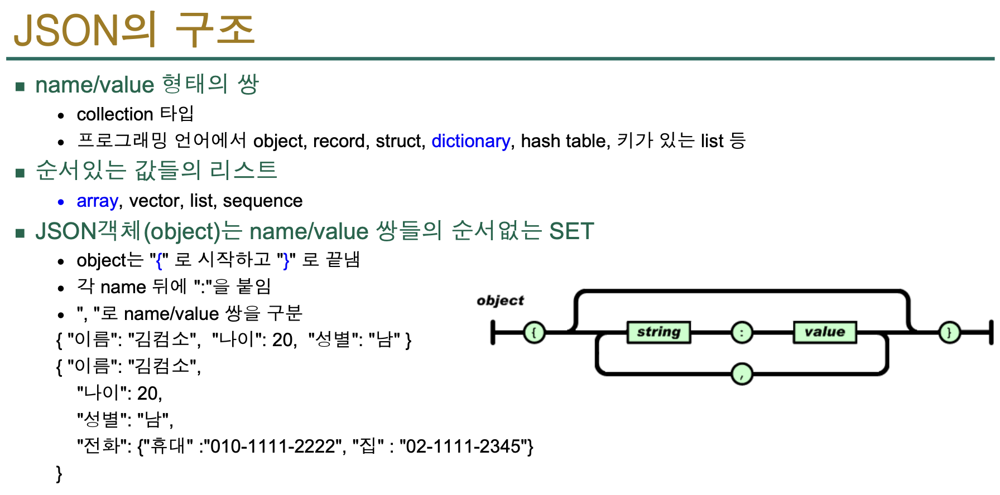 JSON의 구조
name/value 형태의 쌍
collection 타입
프로그래밍 언어에서 object, record, struct, dictionary, hash table, 키가 있는 list 등
순서있는 값들의 리스트
array, vector, list, sequence
JSON객체(object)는 name/value 쌍들의 순서없는 SET
object는 "{" 로 시작하고 "}" 로 끝냄
각 name 뒤에 ":"을 붙임
", "로 name/value 쌍을 구분
{ "이름": "김컴소",  "나이": 20,  "성별": "남" }
{ "이름": "김컴소",
"나이": 20,
"성별": "남",
"전화": {"휴대" :"010-1111-2222", "집" : "02-1111-2345"}
}
object
{ string : value }
,